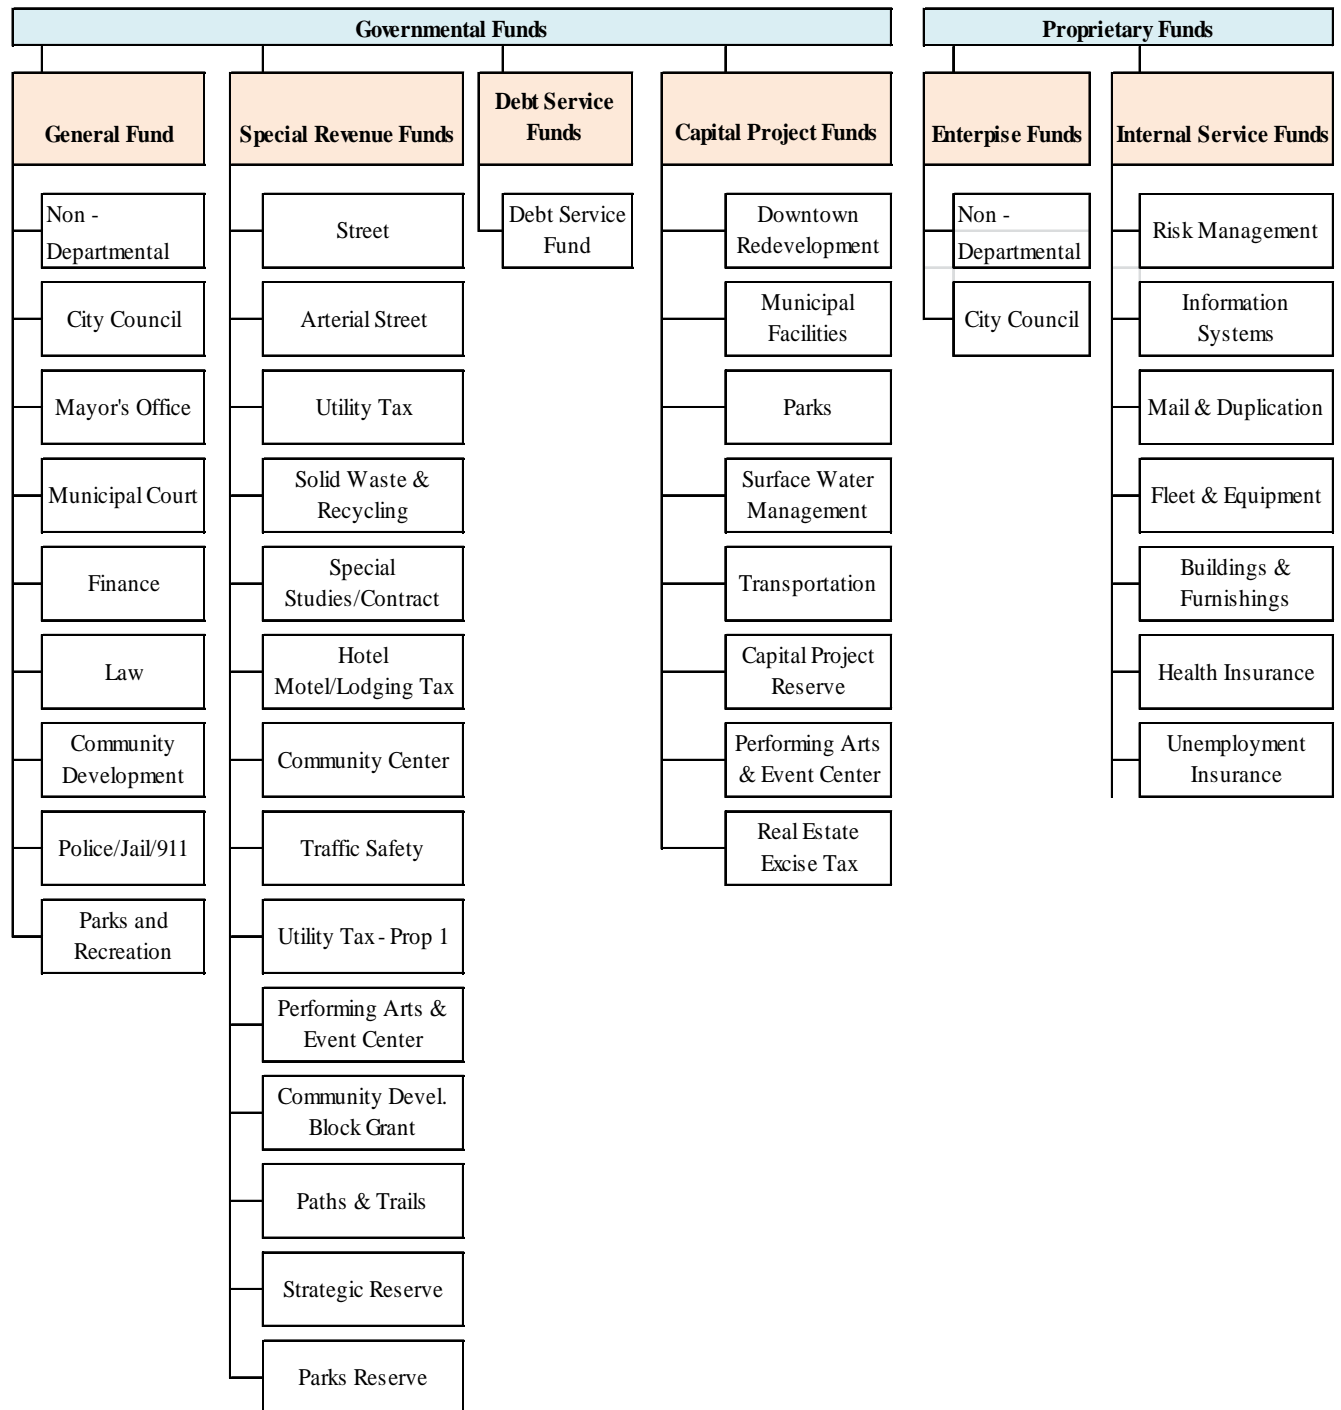 Governmental Funds
Proprietary Funds
General Fund
Special Revenue Funds
Debt Service
Funds
Capital Project Funds
Enterpise Funds
Internal Service Funds
Non -
Departmental
City Council
Mayor's Office
Municipal Court
Finance
Law
Community
Development
Police/Jail/911
Parks and
Recreation
Street
Arterial Street
Utility Tax
Solid Waste &
Recycling
Special
Studies/Contract
Hotel
Motel/Lodging Tax
Community Center
Traffic Safety
Utility Tax - Prop 1
Performing Arts &
Event Center
Community Devel.
Block Grant
Paths & Trails
Strategic Reserve
Parks Reserve
Debt Service
Fund
Downtown
Redevelopment
Municipal
Facilities
Parks
Surface Water
Management
Transportation
Capital Project
Reserve
Performing Arts
& Event Center
Real Estate
Excise Tax
Non -
Departmental
City Council
Risk Management
Information
Systems
Mail & Duplication
Fleet & Equipment
Buildings &
Furnishings
Health Insurance
Unemployment
Insurance